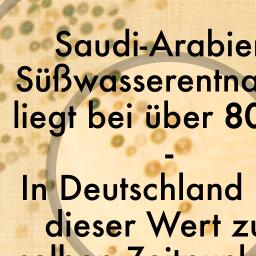 Saudi-Arabien
Süßwasserentna
liegt bei über 80
-
In Deutschland
dieser Wert zu